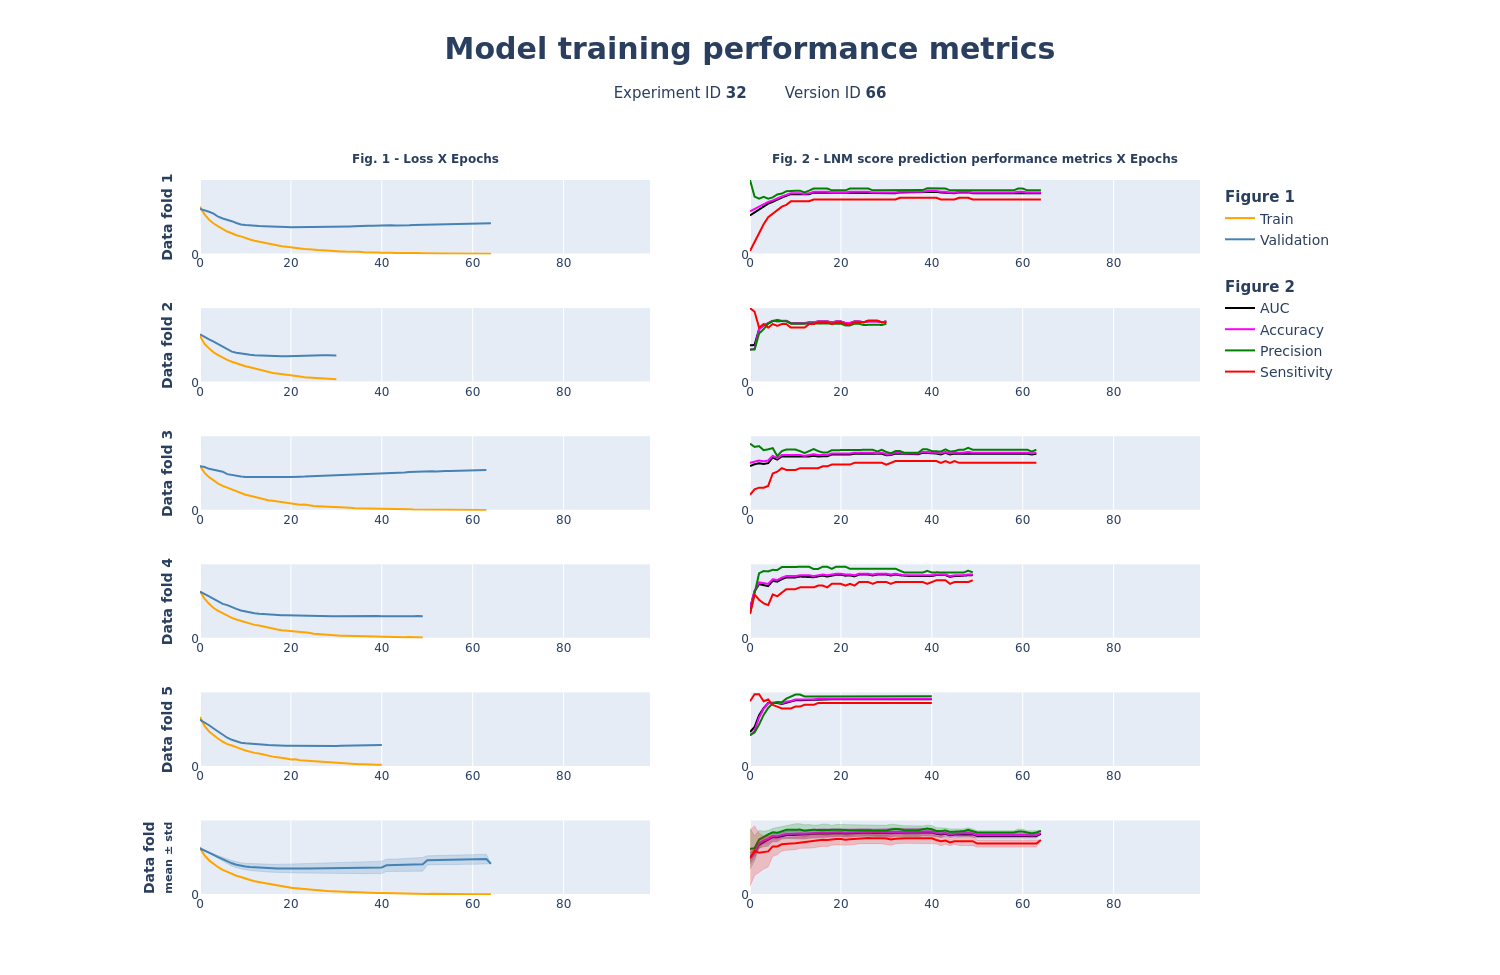 Model training performance metrics
Experiment ID 32 Version ID 66
Fig. 1 - Loss X Epochs
Fig. 2 - LNM score prediction performance metrics X Epochs
Data fold 1
0
0 20 40 60 80
0
0 20 40 60 80
Figure 1
Train
Validation
Figure 2
AUC
Accuracy
Precision
Sensitivity
Data fold 2
0
0 20 40 60 80
0
0 20 40 60 80
Data fold 3
0
0 20 40 60 80
0
0 20 40 60 80
Data fold 4
0
0 20 40 60 80
0
0 20 40 60 80
Data fold 5
0
0 20 40 60 80
0
0 20 40 60 80
Data fold
mean ± std
0
0 20 40 60 80
0
0 20 40 60 80